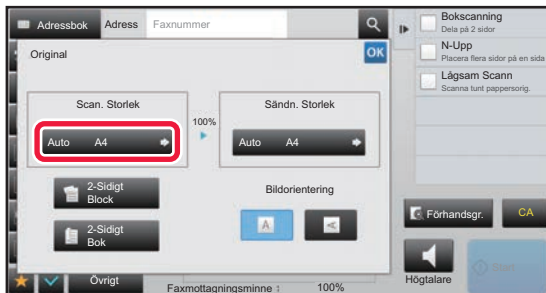 Adressbok
Adress
Faxnummer
Original
OK
Scan. Storlek
Auto A4
100%
Sändn. Storlek
Auto A4
2-Sidigt
Block
2-Sidigt
Bok
Bildorientering
A
A
Övrigt
Faxmottagningsminne : 100%
Bokscanning
Dela på 2 sidor
N-Upp
Placera flera sidor på en sida
Lågsam Scann
Scanna tunt pappersorig.
Förhandsgr.
CA
Högtalare
Start